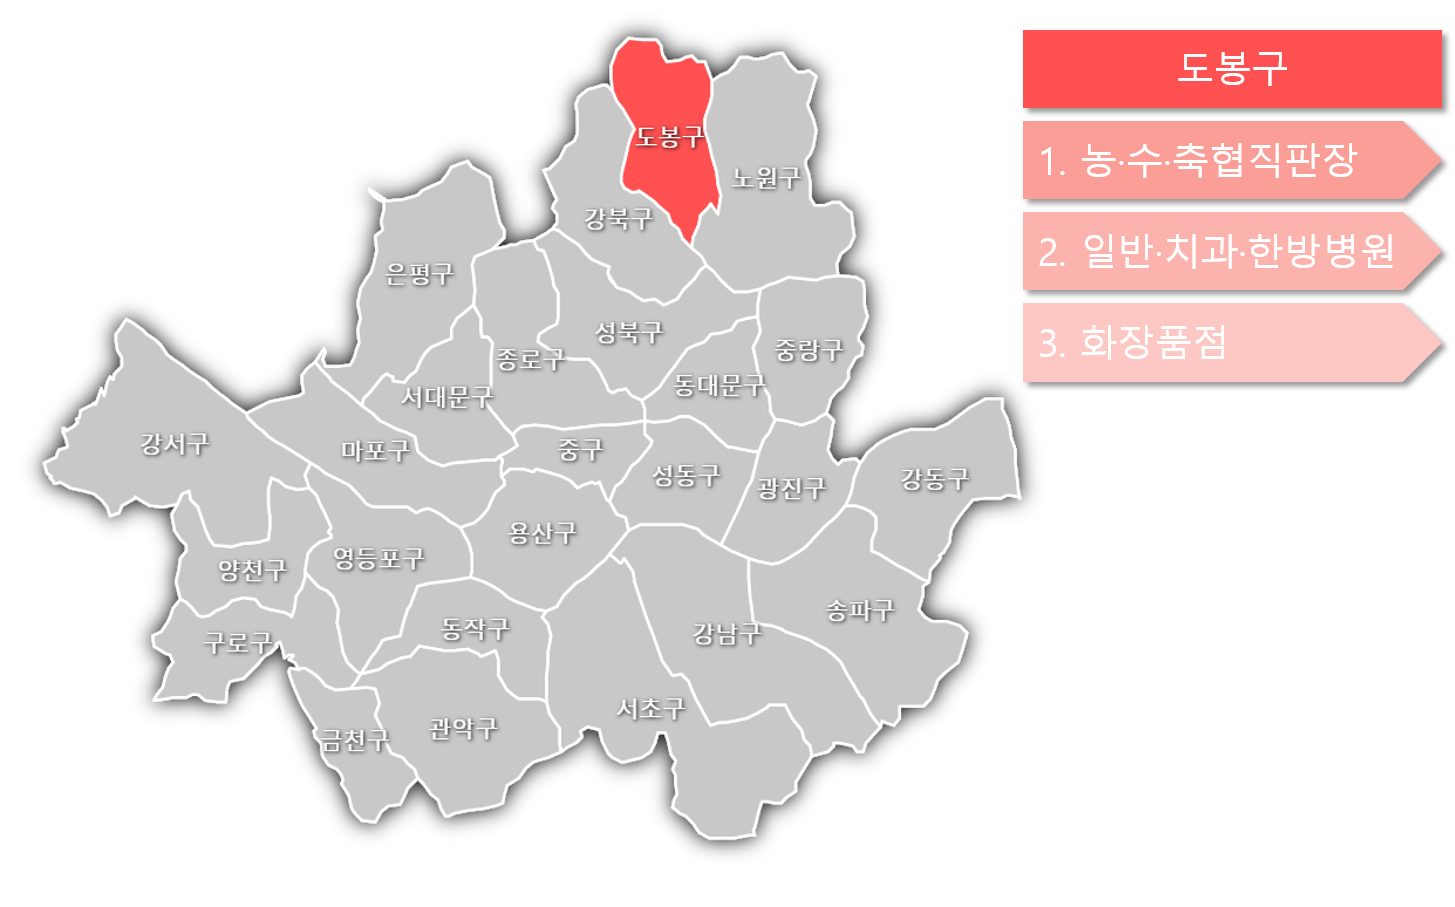 도봉구
1. 농·수·축협직판장
2. 일반·치과·한방병원
3. 화장품점
도봉구
노원구
강북구
은평구
성북구
중랑구
종로구
동대문구
서대문구
강서구
마포구
중구
성동구
광진구
강동구
용산구
영등포구
양천구
송파구
동작구
강남구
구로구
서초구
관악구
금천구